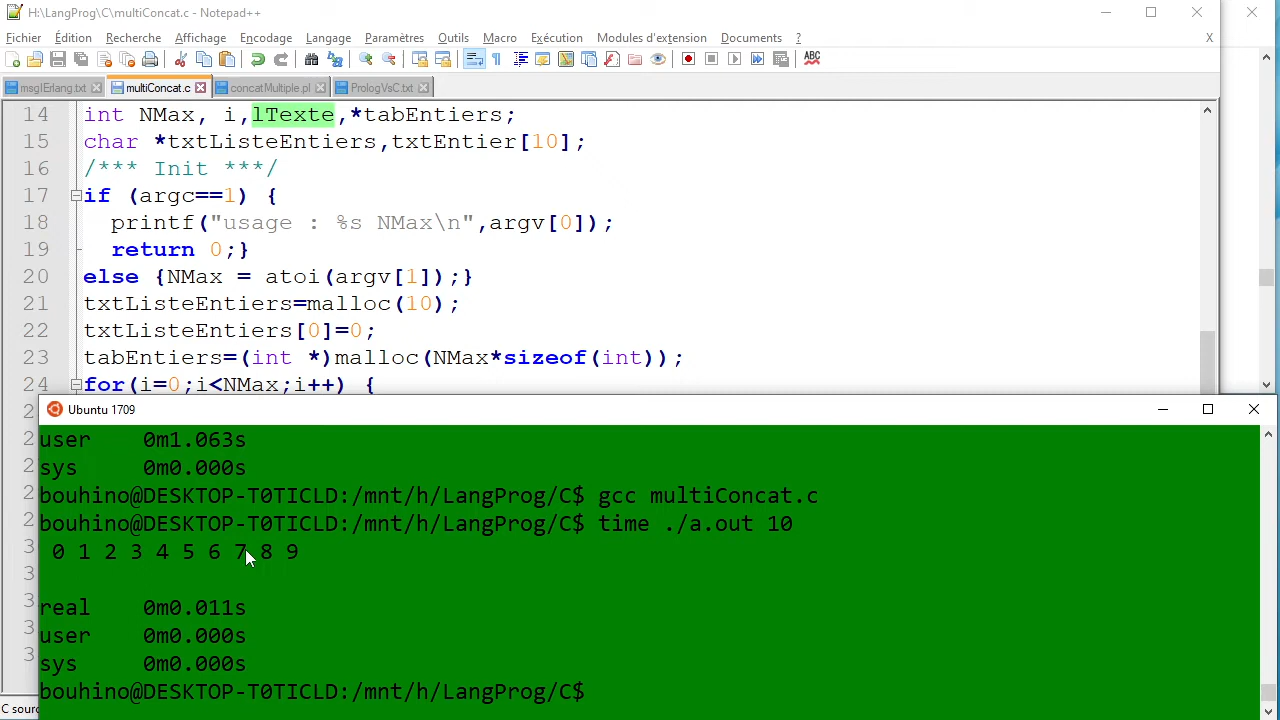 H:\LangProg\C\multiConcat.c - Notepad++
Fichier Édition Recherche Affichage Encodage Langage Paramètres Outils Macro Exécution Modules d'extension Documents ? X
msgIErlang.txt multiConcat.c concatMultiple.pl PrologVsC.txt
14 int NMax, i,lTexte,*tabEntiers;
15 char *txtListeEntiers,txtEntier[10];
16 /*** Init ***/
17 if (argc==1) {
18 printf("usage : %s NMax\n",argv[0]);
19 return 0;}
20 else {NMax = atoi(argv[1]);}
21 txtListeEntiers=malloc(10);
22 txtListeEntiers[0]=0;
23 tabEntiers=(int *)malloc(NMax*sizeof(int));
24 for(i=0;i<NMax;i++) {
Ubuntu 1709
user 0m1.063s
sys 0m0.000s
bouhino@DESKTOP-T0TICLD:/mnt/h/LangProg/C$ gcc multiConcat.c
bouhino@DESKTOP-T0TICLD:/mnt/h/LangProg/C$ time ./a.out 10
0 1 2 3 4 5 6 7 8 9
real 0m0.011s
user 0m0.000s
sys 0m0.000s
bouhino@DESKTOP-T0TICLD:/mnt/h/LangProg/C$